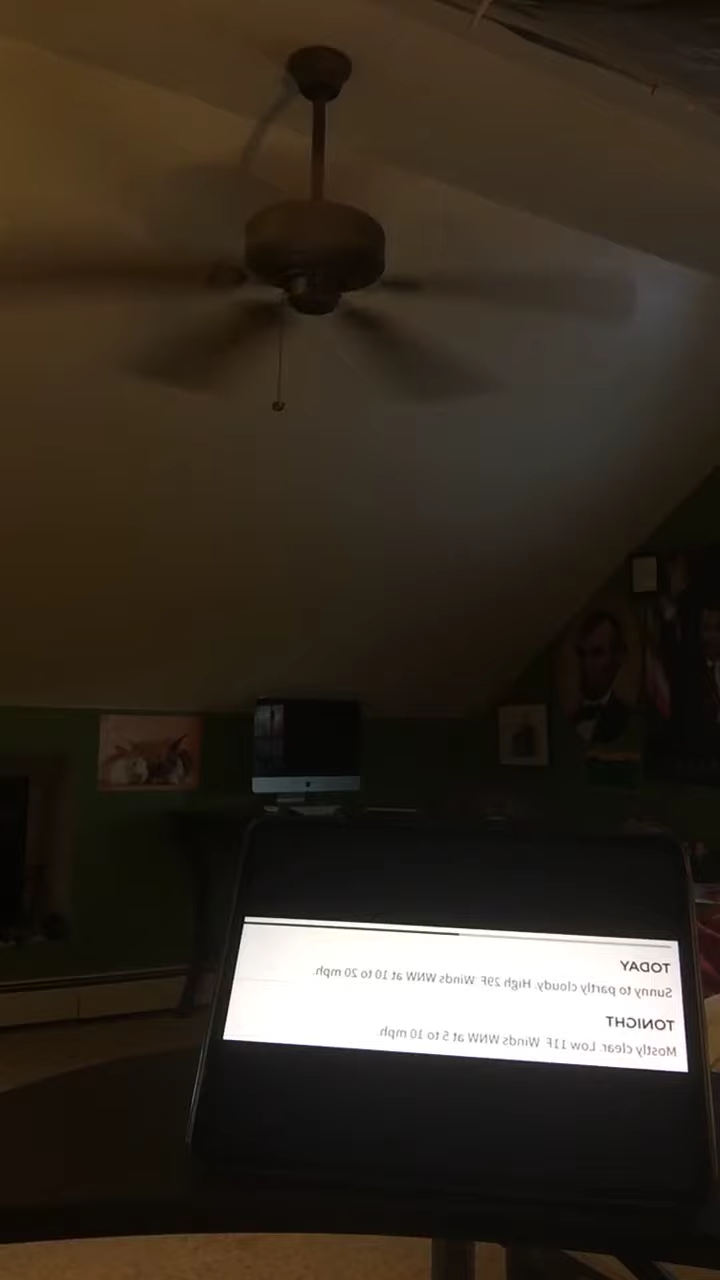 TODAY
Sunny to partly cloudy. High 29F Winds WNW at 10 to 20 mph.
TONIGHT
Mostly clear. Low 11F Winds WNW at 5 to 10 mph.